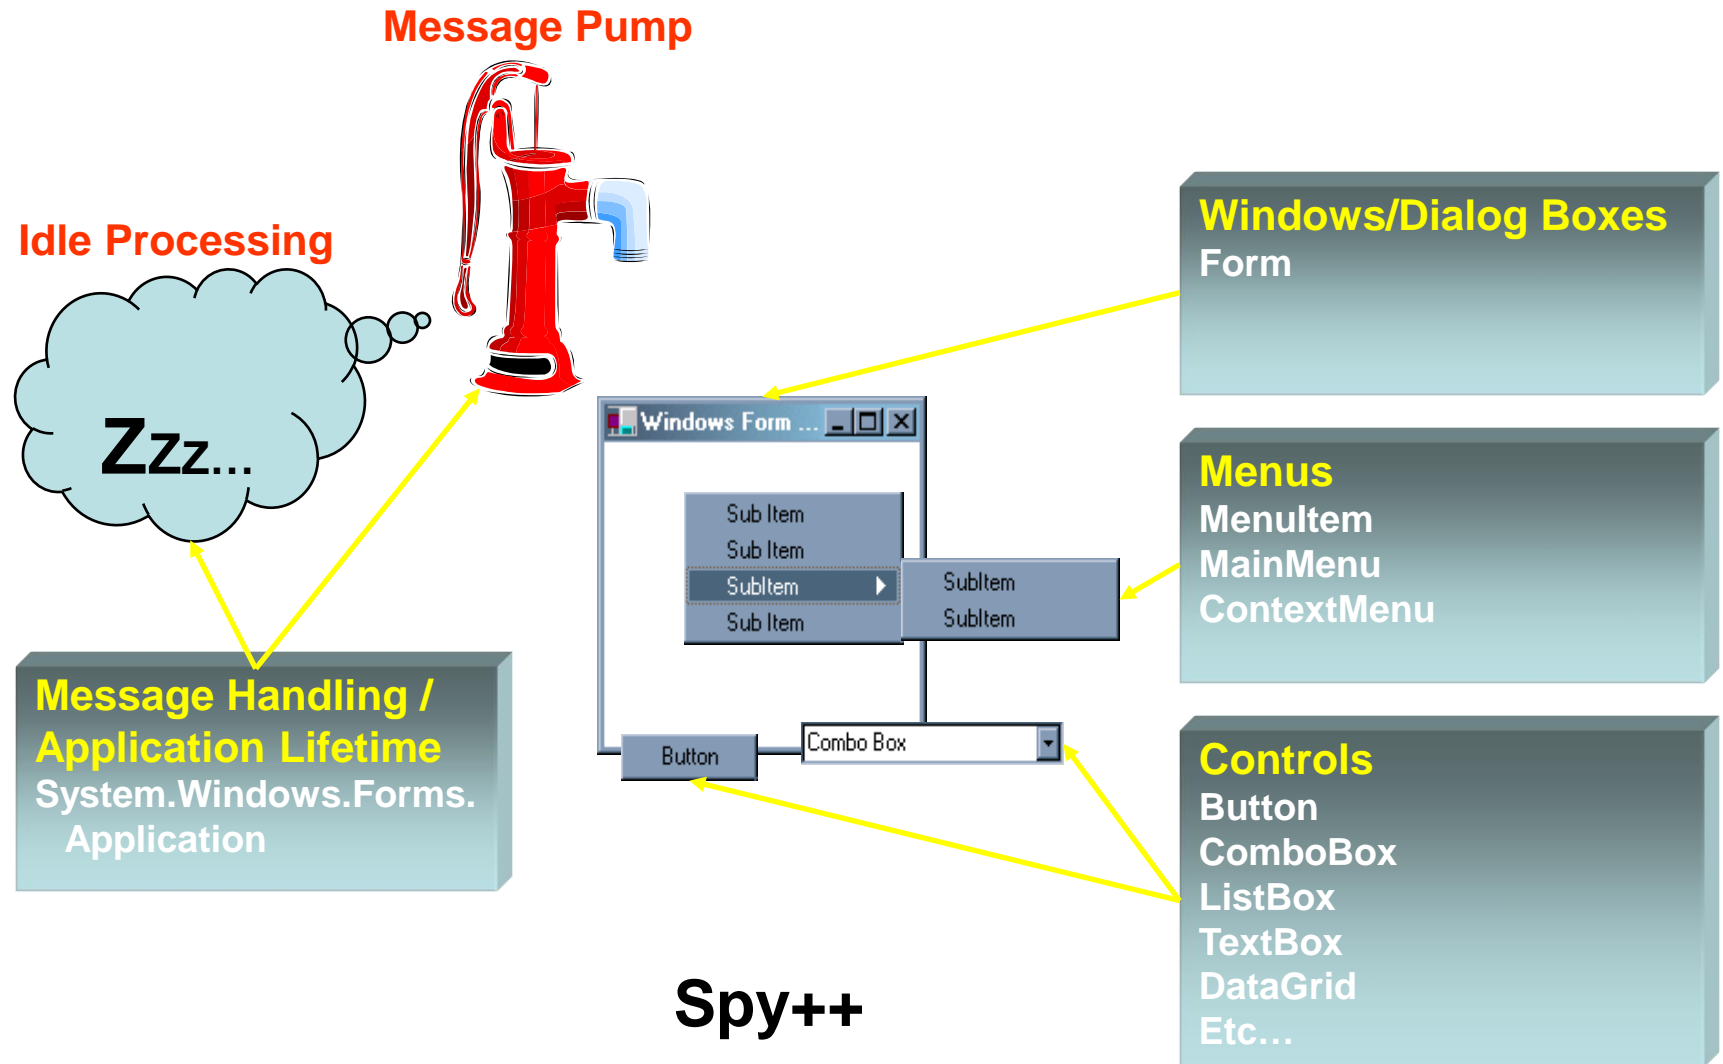 Message Pump
Idle Processing
Zzz...
Message Handling /
Application Lifetime
System.Windows.Forms.
Application
Windows Form ...
Sub Item
Sub Item
SubItem
Sub Item
SubItem
SubItem
Button
Combo Box
Windows/Dialog Boxes
Form
Menus
MenuItem
MainMenu
ContextMenu
Controls
Button
ComboBox
ListBox
TextBox
DataGrid
Etc...
Spy++